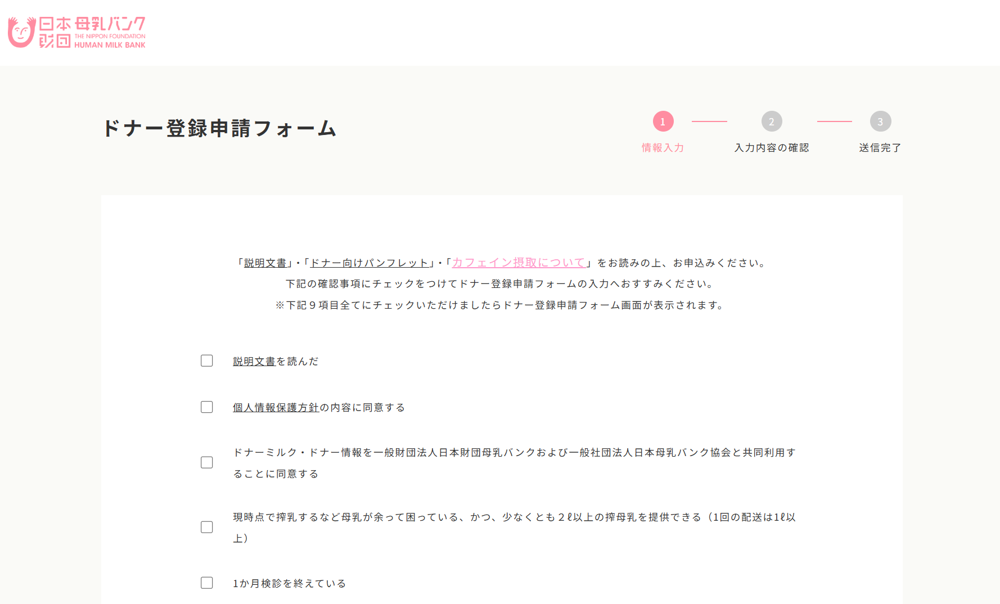 日本 母乳バンク
財団 THE NIPPON FOUNDATION
HUMAN MILK BANK
ドナー登録申請フォーム
1
2
3
情報入力
入力内容の確認
送信完了
「説明文書」・「ドナー向けパンフレット」・「カフェイン摂取について」をお読みの上、お申込みください。
下記の確認事項にチェックをつけてドナー登録申請フォームの入力へおすすみください。
※下記９項目全てにチェックいただけましたらドナー登録申請フォーム画面が表示されます。
説明文書を読んだ
個人情報保護方針の内容に同意する
ドナーミルク・ドナー情報を一般財団法人日本財団母乳バンクおよび一般社団法人日本母乳バンク協会と共同利用す
ることに同意する
現時点で搾乳するなど母乳が余って困っている、かつ、少なくとも２ℓ以上の搾母乳を提供できる（1回の配送は1ℓ以
上）
1か月検診を終えている